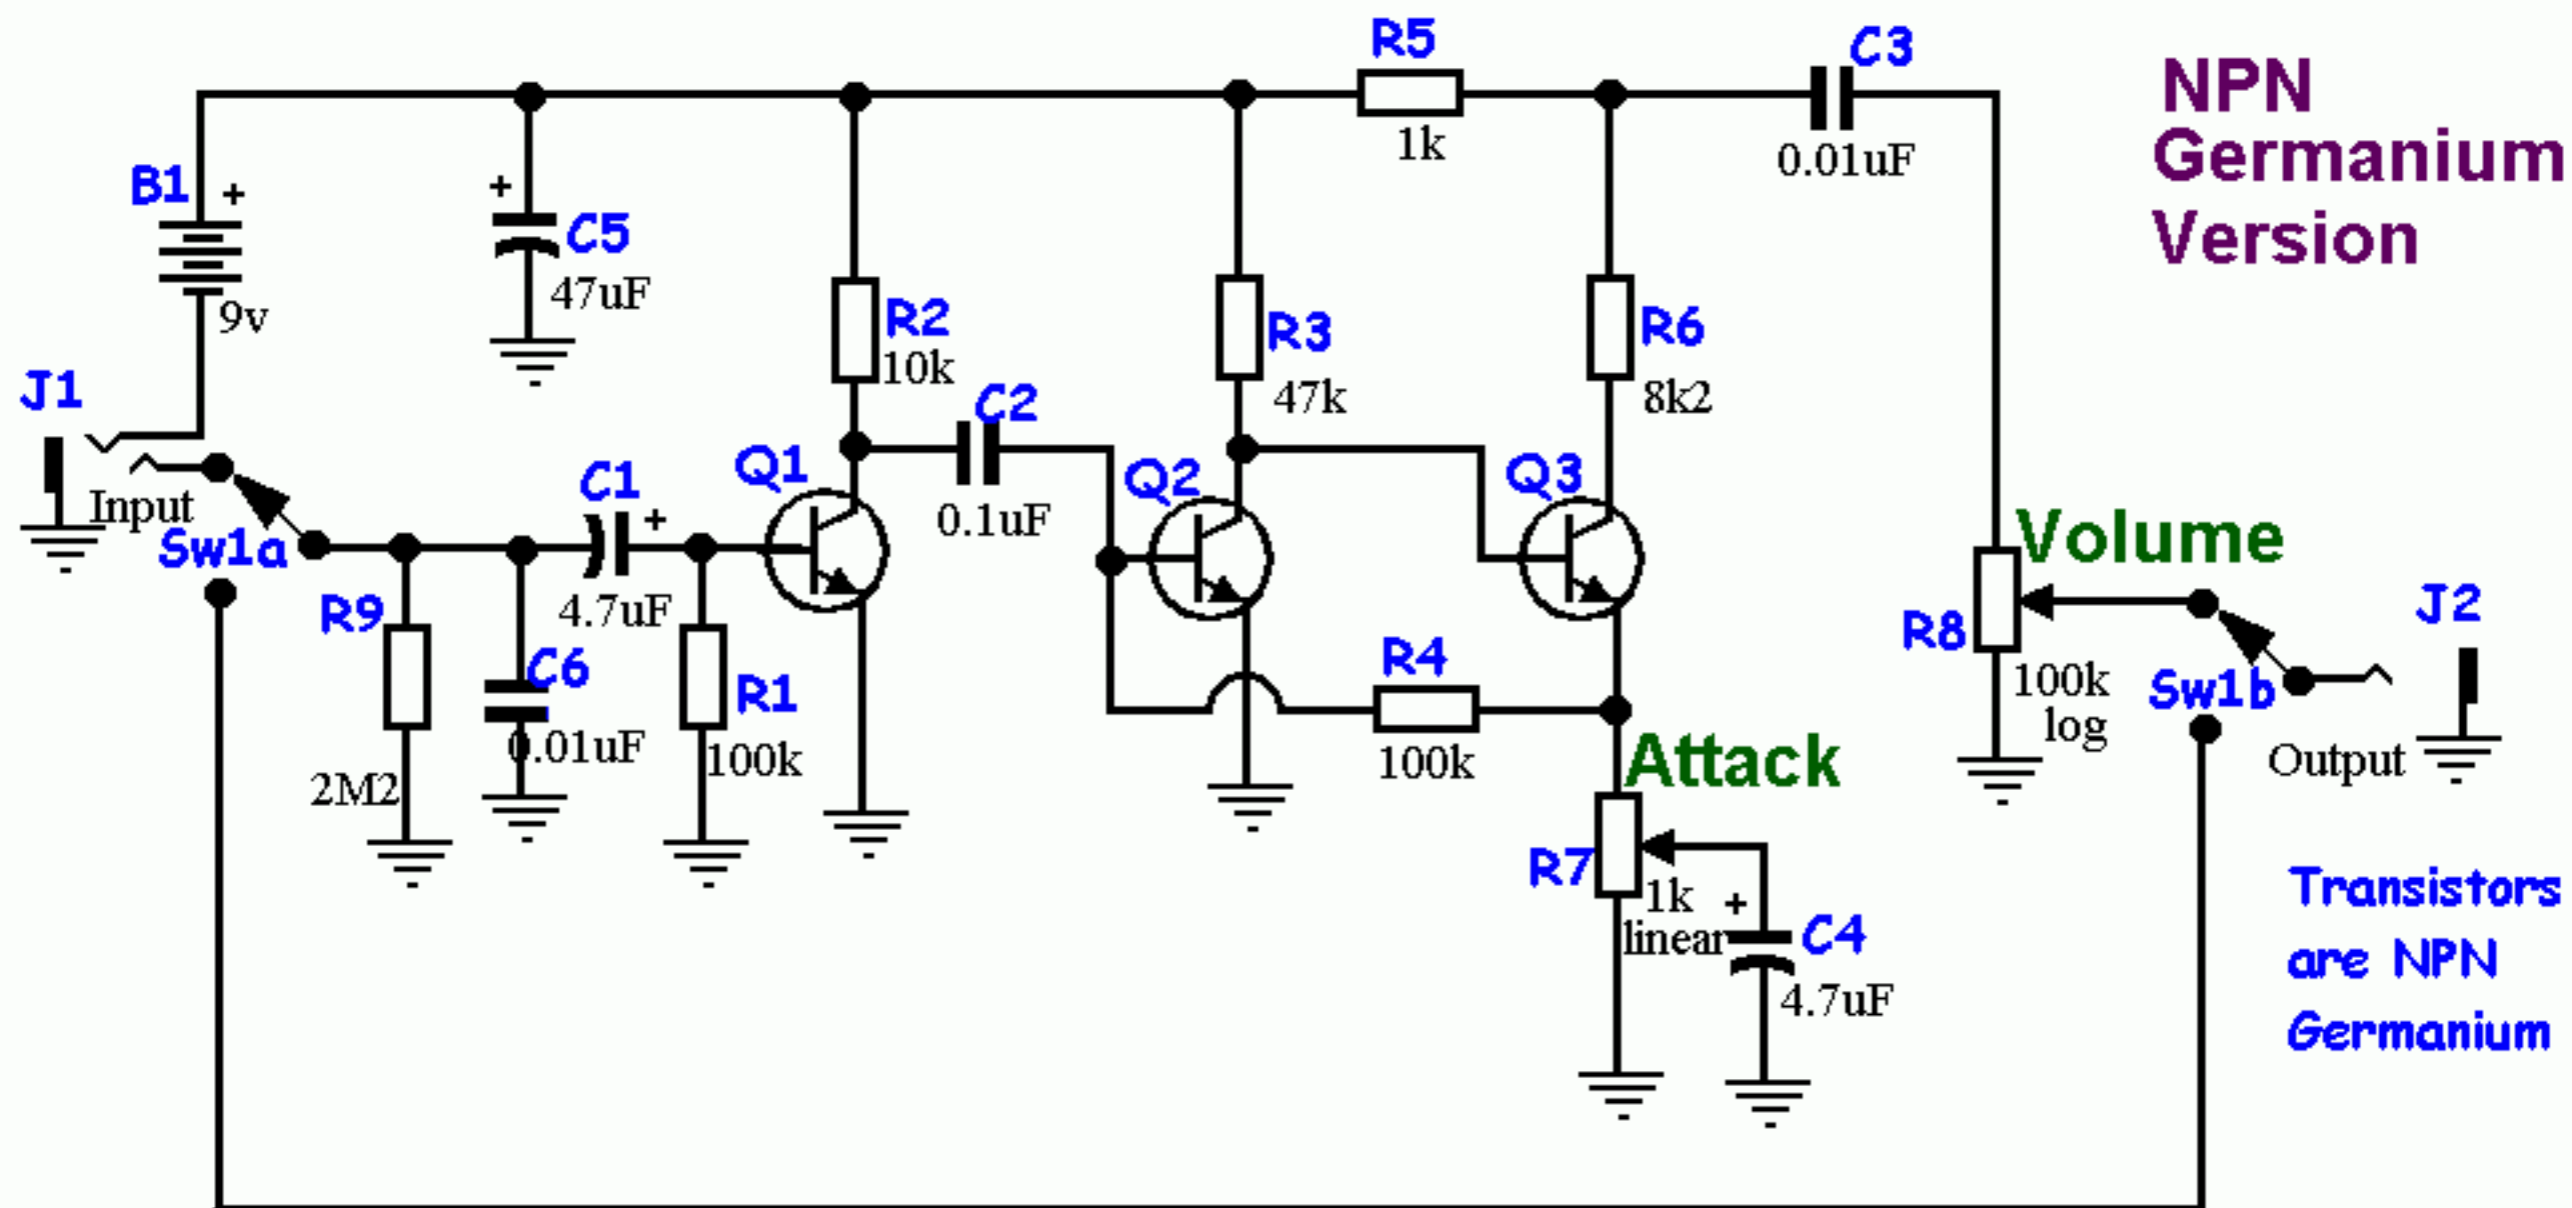 R5
1k
C3
0.01uF
NPN
Germanium
Version
B1
+
9v
+
C5
47uF
R2
10k
R3
47k
R6
8k2
J1
Input
Sw1a
C1
+
4.7uF
Q1
C2
0.1uF
Q2
Q3
R9
2M2
C6
0.01uF
R1
100k
R4
100k
Attack
R7
1k
linear
+
C4
4.7uF
Volume
R8
100k
log
Sw1b
J2
Output
Transistors
are NPN
Germanium